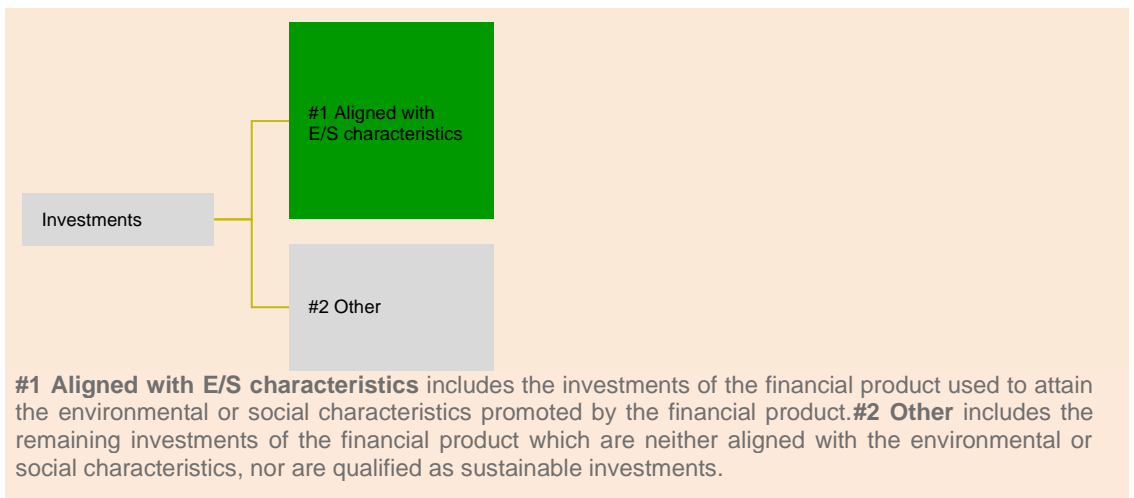 #1 Aligned with
E/S characteristics
Investments
#2 Other
#1 Aligned with E/S characteristics includes the investments of the financial product used to attain
the environmental or social characteristics promoted by the financial product.#2 Other includes the
remaining investments of the financial product which are neither aligned with the environmental or
social characteristics, nor are qualified as sustainable investments.